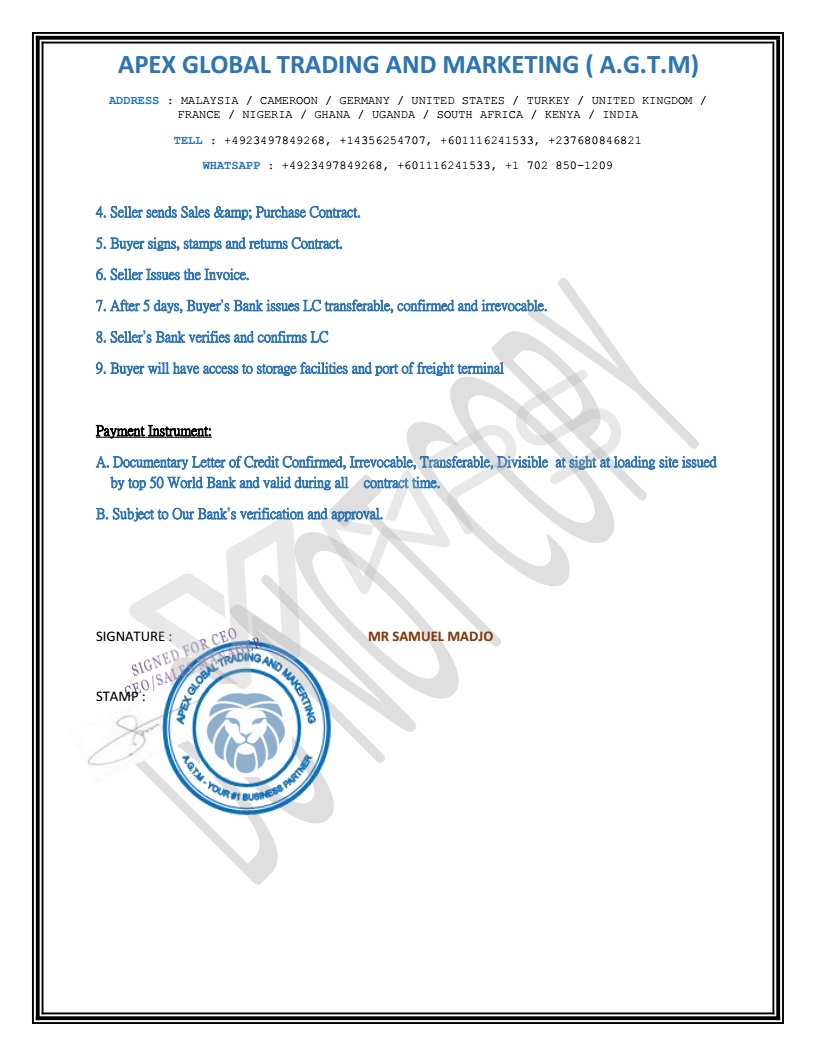 APEX GLOBAL TRADING AND MARKETING ( A.G.T.M)
ADDRESS : MALAYSIA / CAMEROON / GERMANY / UNITED STATES / TURKEY / UNITED KINGDOM /
FRANCE / NIGERIA / GHANA / UGANDA / SOUTH AFRICA / KENYA / INDIA
TELL : +4923497849268, +14356254707, +601116241533, +237680846821
WHATSAPP : +4923497849268, +601116241533, +1 702 850-1209
4. Seller sends Sales &amp; Purchase Contract.
5. Buyer signs, stamps and returns Contract.
6. Seller Issues the Invoice.
7. After 5 days, Buyer's Bank issues LC transferable, confirmed and irrevocable.
8. Seller's Bank verifies and confirms LC
9. Buyer will have access to storage facilities and port of freight terminal
Payment Instrument:
A. Documentary Letter of Credit Confirmed, Irrevocable, Transferable, Divisible at sight at loading site issued
by top 50 World Bank and valid during all contract time.
B. Subject to Our Bank's verification and approval.
DO NOT COPY
SIGNATURE :
MR SAMUEL MADJO
SIGNED FOR CEO
CEO/SALES MANAGER
STAMP :
APEX GLOBAL TRADING AND MAKERTING
A.G.T.M - YOUR #1 BUSINESS PARTNER